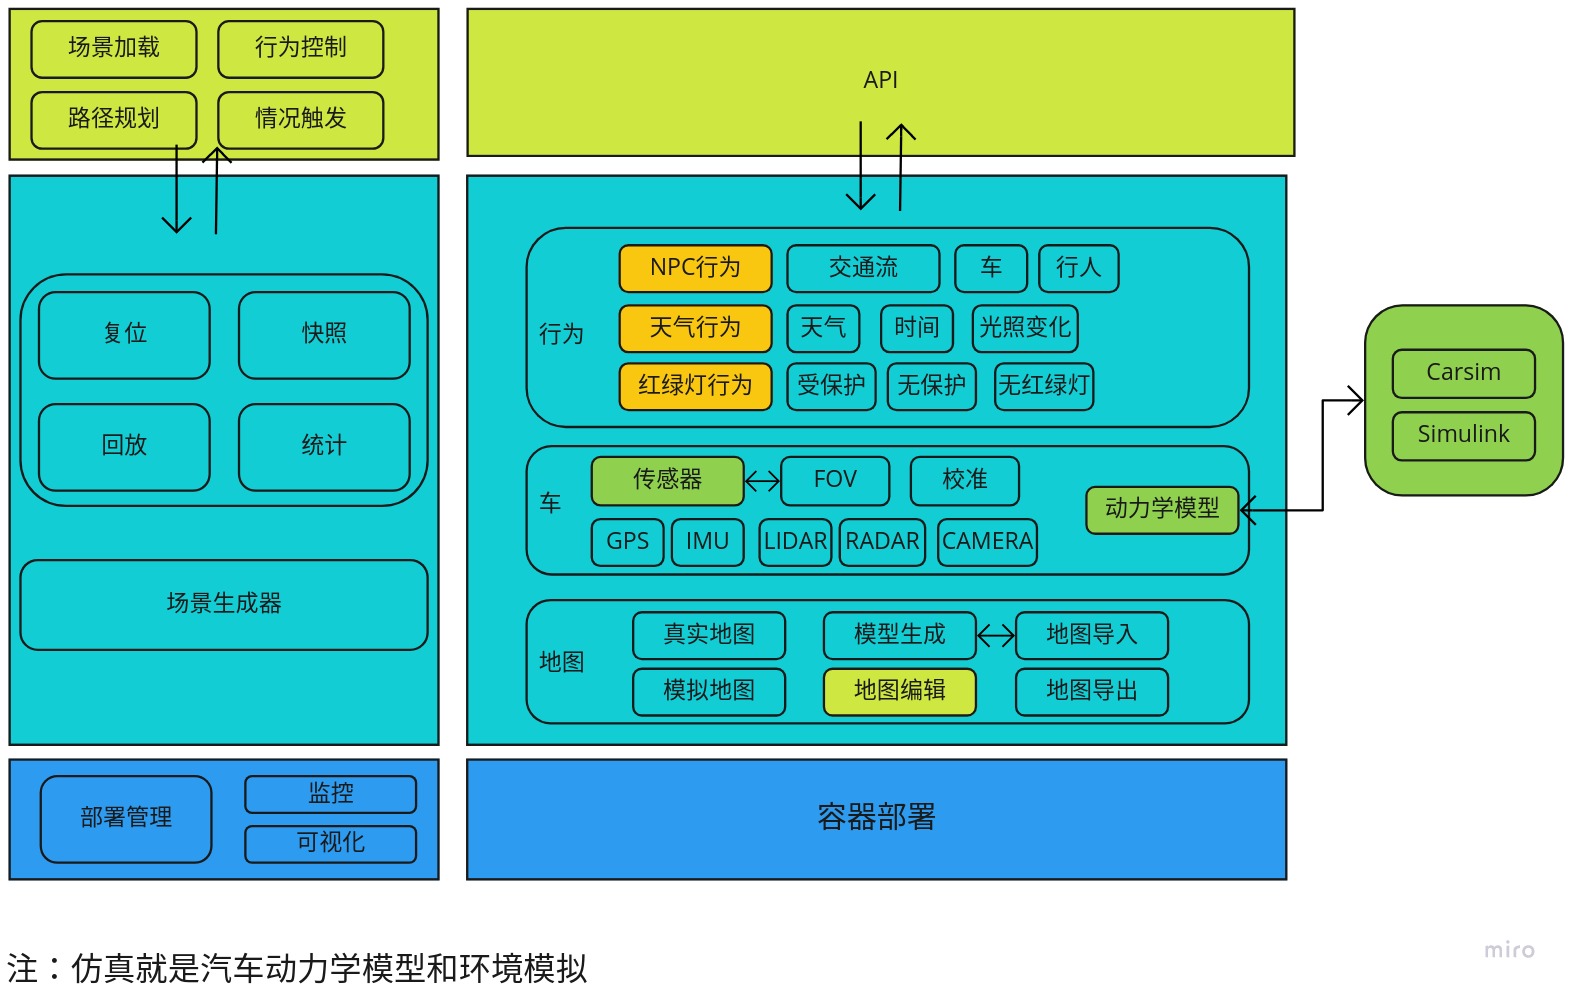 场景加载
行为控制
路径规划
情况触发
API
复位
快照
回放
统计
场景生成器
行为
NPC行为
交通流
车
行人
天气行为
天气
时间
光照变化
红绿灯行为
受保护
无保护
无红绿灯
车
传感器
FOV
校准
动力学模型
GPS
IMU
LIDAR
RADAR
CAMERA
地图
真实地图
模型生成
地图导入
模拟地图
地图编辑
地图导出
Carsim
Simulink
部署管理
监控
可视化
容器部署
注：仿真就是汽车动力学模型和环境模拟
miro